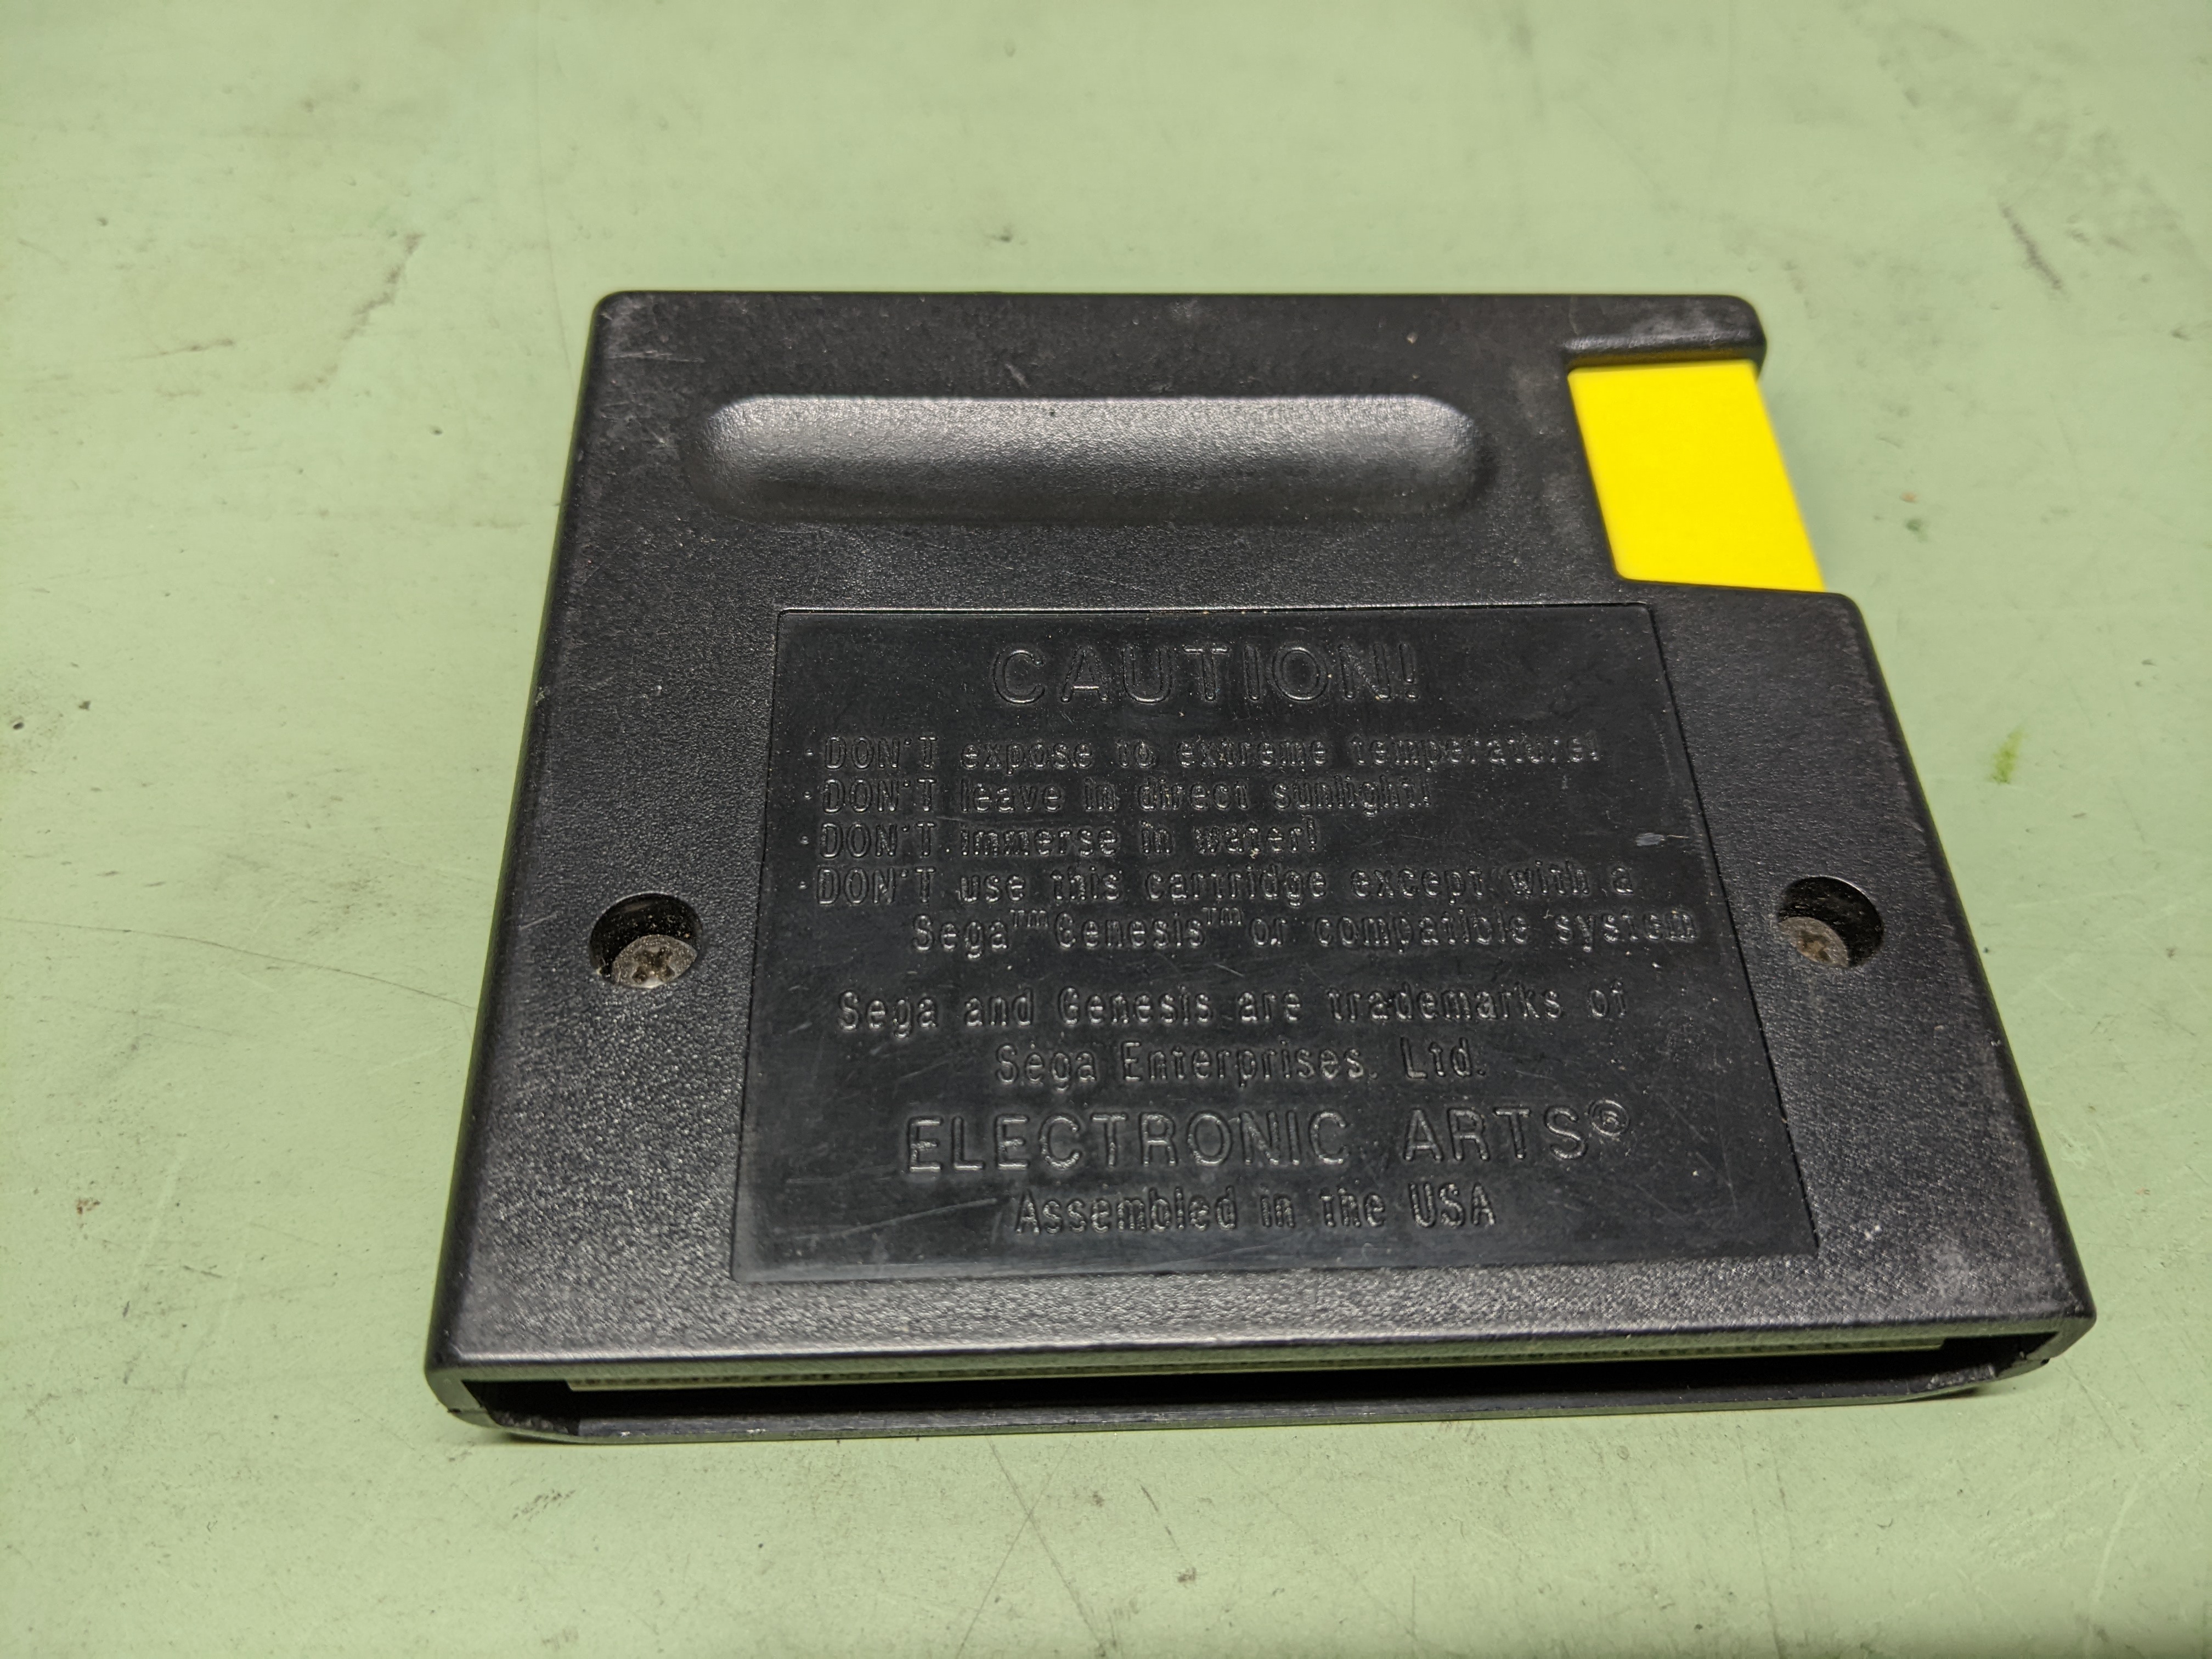 CAUTION!
·DON'T expose to extreme temperature!
·DON'T leave in direct sunlight!
·DON'T immerse in water!
·DON'T use this cartridge except with a
Sega™ Genesis™ or compatible system
Sega and Genesis are trademarks of
Sega Enterprises, Ltd.
ELECTRONIC ARTS®
Assembled in the USA